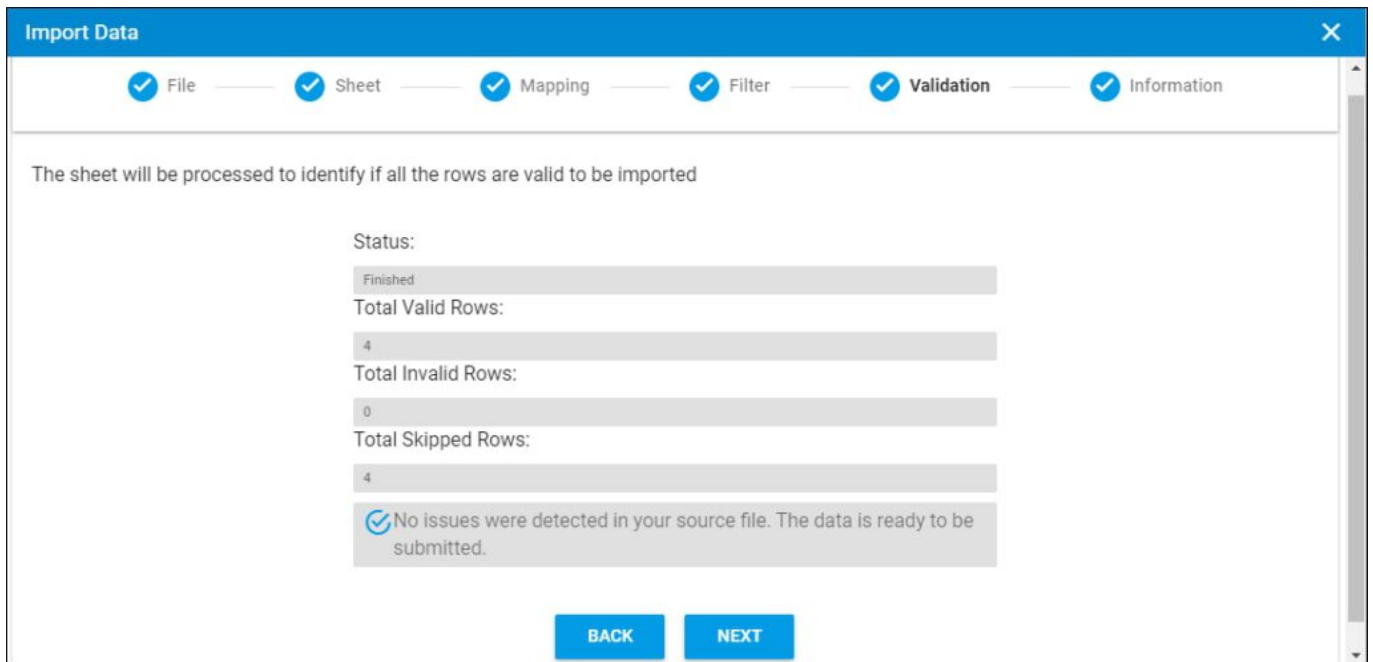 Import Data
File Sheet Mapping Filter Validation Information
The sheet will be processed to identify if all the rows are valid to be imported
Status:
Finished
Total Valid Rows:
4
Total Invalid Rows:
0
Total Skipped Rows:
4
No issues were detected in your source file. The data is ready to be
submitted.
BACK NEXT